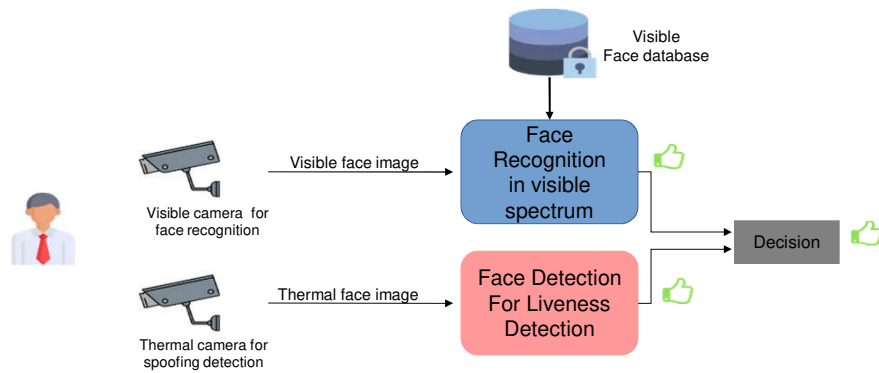 Visible
Face database
Face
Recognition
in visible
spectrum
Visible face image
Visible camera for
face recognition
Decision
Thermal face image
Face Detection
For Liveness
Detection
Thermal camera for
spoofing detection